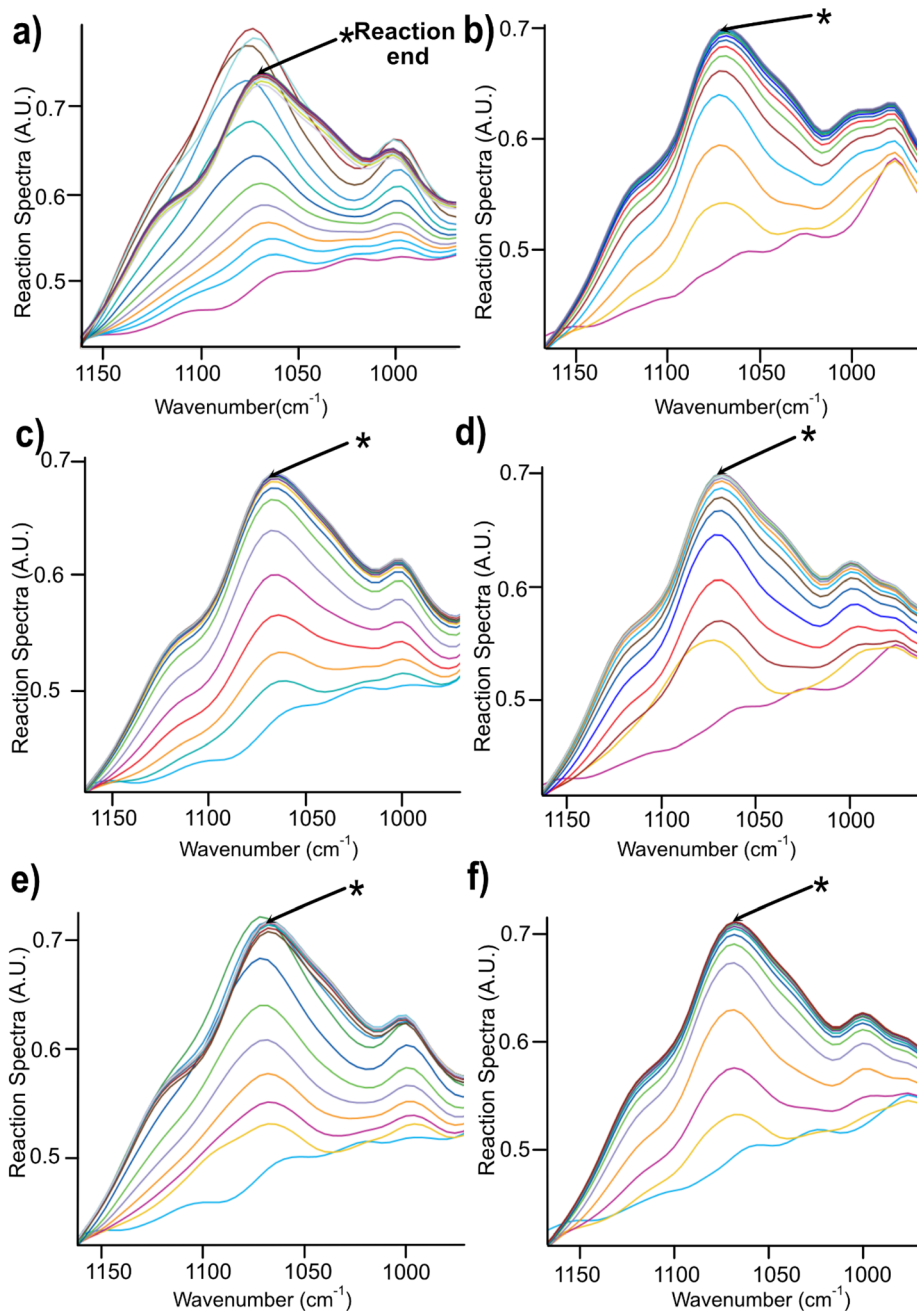 a)
* Reaction
end
Reaction Spectra (A.U.)
0.7
0.6
0.5
1150 1100 1050 1000
Wavenumber(cm-1)
b)
*
Reaction Spectra (A.U.)
0.7
0.6
0.5
1150 1100 1050 1000
Wavenumber (cm-1)
c)
*
Reaction Spectra (A.U.)
0.7
0.6
0.5
1150 1100 1050 1000
Wavenumber (cm-1)
d)
*
Reaction Spectra (A.U.)
0.7
0.6
0.5
1150 1100 1050 1000
Wavenumber (cm-1)
e)
*
Reaction Spectra (A.U.)
0.7
0.6
0.5
1150 1100 1050 1000
Wavenumber (cm-1)
f)
*
Reaction Spectra (A.U.)
0.7
0.6
0.5
1150 1100 1050 1000
Wavenumber (cm-1)